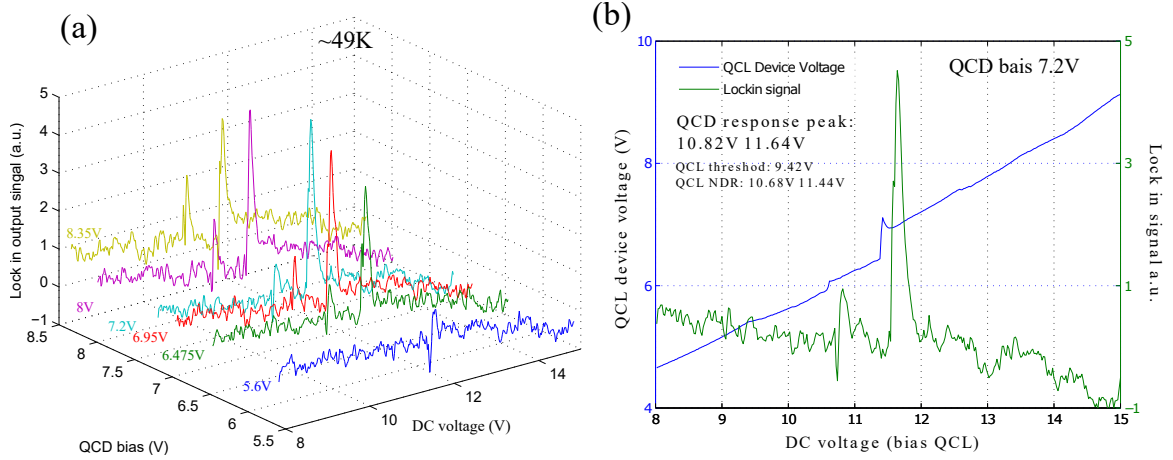 (a)
~49K
Lock in output singal (a.u.)
5
4
3
2
1
0
−1
8.35V
8V
7.2V
6.95V
6.475V
5.6V
8.5
8
7.5
7
6.5
6
5.5
QCD bias (V)
8
10
12
14
DC voltage (V)
(b)
QCD bais 7.2V
QCL Device Voltage
Lockin signal
QCD response peak:
10.82V 11.64V
QCL threshod: 9.42V
QCL NDR: 10.68V 11.44V
QCL device voltage (V)
10
8
6
4
8 9 10 11 12 13 14 15
DC voltage (bias QCL)
5
3
1
−1
Lock in
signal a.u.